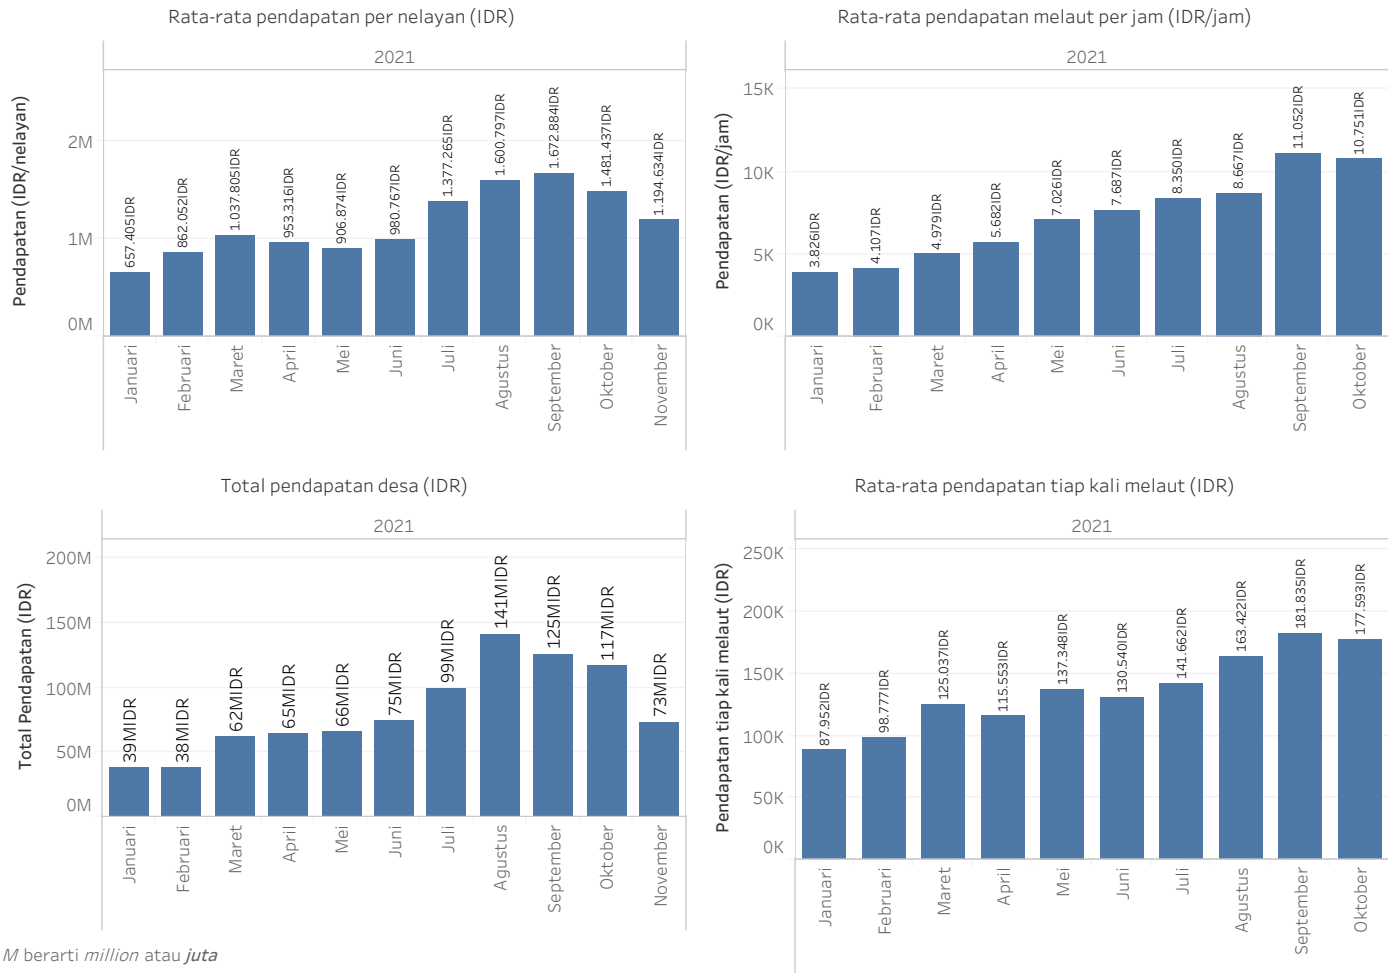 Rata-rata pendapatan per nelayan (IDR)
2021
Pendapatan (IDR/nelayan)
2M
1M
0M
657.405IDR
862.052IDR
1.037.805IDR
953.316IDR
906.874IDR
980.767IDR
1.377.265IDR
1.600.797IDR
1.672.884IDR
1.481.437IDR
1.194.634IDR
Januari
Februari
Maret
April
Mei
Juni
Juli
Agustus
September
Oktober
November
Rata-rata pendapatan melaut per jam (IDR/jam)
2021
Pendapatan (IDR/jam)
15K
10K
5K
0K
3.826IDR
4.107IDR
4.979IDR
5.682IDR
7.026IDR
7.687IDR
8.350IDR
8.667IDR
11.052IDR
10.751IDR
Januari
Februari
Maret
April
Mei
Juni
Juli
Agustus
September
Oktober
Total pendapatan desa (IDR)
2021
Total Pendapatan (IDR)
200M
150M
100M
50M
0M
39MIDR
38MIDR
62MIDR
65MIDR
66MIDR
75MIDR
99MIDR
141MIDR
125MIDR
117MIDR
73MIDR
Januari
Februari
Maret
April
Mei
Juni
Juli
Agustus
September
Oktober
November
Rata-rata pendapatan tiap kali melaut (IDR)
2021
Pendapatan tiap kali melaut (IDR)
250K
200K
150K
100K
50K
0K
87.952IDR
98.777IDR
125.037IDR
115.553IDR
137.348IDR
130.540IDR
141.662IDR
163.422IDR
181.835IDR
177.593IDR
Januari
Februari
Maret
April
Mei
Juni
Juli
Agustus
September
Oktober
M berarti million atau juta